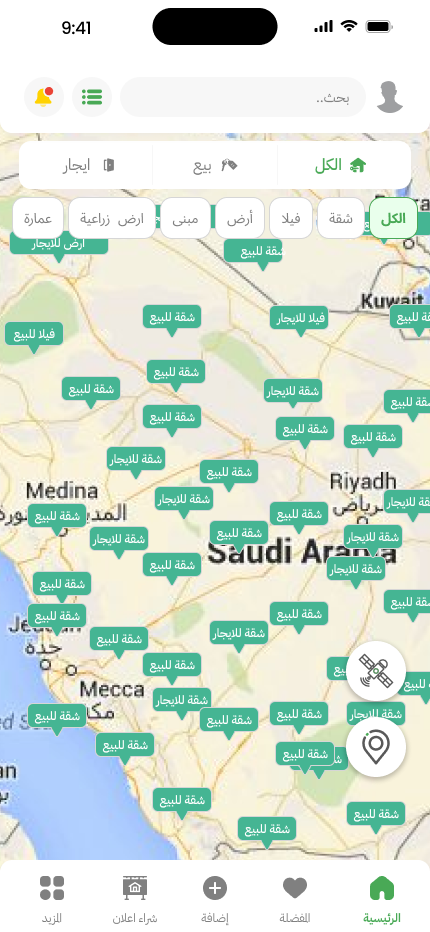 9:41
بحث..
الكل
بيع
ايجار
الكل
شقة
فيلا
أرض
مبنى
ارض زراعية
عمارة
ارض للايجار
شقة للبيع
Kuwait
شقة للبيع
فيلا للايجار
شقة للبيع
فيلا للبيع
شقة للبيع
شقة للبيع
شقة للايجار
شقة للبيع
شقة للبيع
شقة للبيع
شقة للايجار
شقة للبيع
Medina
Riyadh
شقة للايجار
شقة للايجار
شقة للبيع
شقة للبيع
شقة للايجار
شقة للبيع
شقة للايجار
Saudi Arabia
شقة للبيع
شقة للايجار
شقة للبيع
شقة للبيع
شقة للبيع
شقة للبيع
شقة للايجار
جدة
شقة للبيع
Mecca
شقة للايجار
شقة للبيع
شقة للبيع
شقة للبيع
شقة للايجار
شقة للبيع
شقة للبيع
شقة للبيع
شقة للبيع
شقة للبيع
الرئيسية
المفضلة
إضافة
شراء اعلان
المزيد